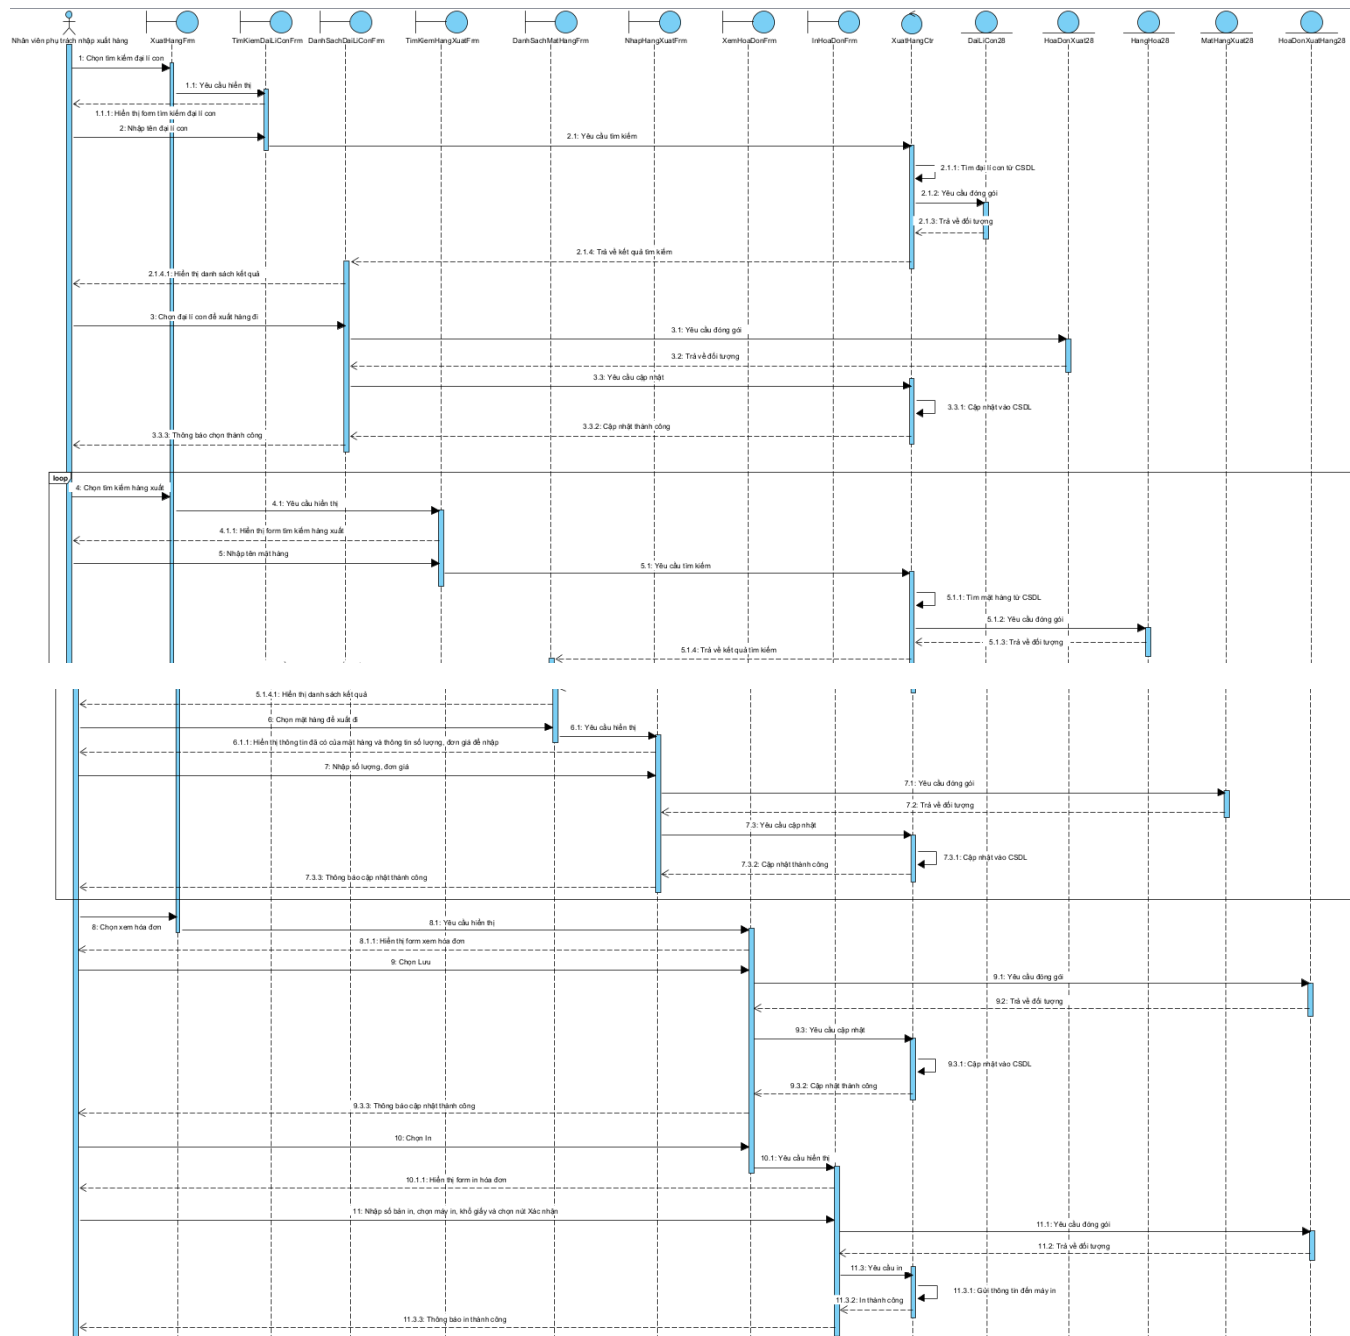 Nhân viên phụ trách nhập xuất hàng
XuatHangFrm
TimKiemDaiLiConFrm
DanhSachDaiLiConFrm
TimKiemHangXuatFrm
DanhSachMatHangFrm
NhapHangXuatFrm
XemHoaDonFrm
InHoaDonFrm
XuatHangCtr
DaiLiCon28
HoaDonXuat28
HangHoa28
MatHangXuat28
HoaDonXuatHang28
1: Chọn tìm kiếm đại lí con
1.1: Yêu cầu hiển thị
1.1.1: Hiển thị form tìm kiếm đại lí con
2: Nhập tên đại lí con
2.1: Yêu cầu tìm kiếm
2.1.1: Tìm đại lí con từ CSDL
2.1.2: Yêu cầu đóng gói
2.1.3: Trả về đối tượng
2.1.4: Trả về kết quả tìm kiếm
2.1.4.1: Hiển thị danh sách kết quả
3: Chọn đại lí con để xuất hàng đi
3.1: Yêu cầu đóng gói
3.2: Trả về đối tượng
3.3: Yêu cầu cập nhật
3.3.1: Cập nhật vào CSDL
3.3.2: Cập nhật thành công
3.3.3: Thông báo chọn thành công
loop
4: Chọn tìm kiếm hàng xuất
4.1: Yêu cầu hiển thị
4.1.1: Hiển thị form tìm kiếm hàng xuất
5: Nhập tên mặt hàng
5.1: Yêu cầu tìm kiếm
5.1.1: Tìm mặt hàng từ CSDL
5.1.2: Yêu cầu đóng gói
5.1.3: Trả về đối tượng
5.1.4: Trả về kết quả tìm kiếm
5.1.4.1: Hiển thị danh sách kết quả
6: Chọn mặt hàng để xuất đi
6.1: Yêu cầu hiển thị
6.1.1: Hiển thị thông tin đã có của mặt hàng và thông tin số lượng, đơn giá để nhập
7: Nhập số lượng, đơn giá
7.1: Yêu cầu đóng gói
7.2: Trả về đối tượng
7.3: Yêu cầu cập nhật
7.3.1: Cập nhật vào CSDL
7.3.2: Cập nhật thành công
7.3.3: Thông báo cập nhật thành công
8: Chọn xem hóa đơn
8.1: Yêu cầu hiển thị
8.1.1: Hiển thị form xem hóa đơn
9: Chọn Lưu
9.1: Yêu cầu đóng gói
9.2: Trả về đối tượng
9.3: Yêu cầu cập nhật
9.3.1: Cập nhật vào CSDL
9.3.2: Cập nhật thành công
9.3.3: Thông báo cập nhật thành công
10: Chọn In
10.1: Yêu cầu hiển thị
10.1.1: Hiển thị form in hóa đơn
11: Nhập số bản in, chọn máy in, khổ giấy và chọn nút Xác nhận
11.1: Yêu cầu đóng gói
11.2: Trả về đối tượng
11.3: Yêu cầu in
11.3.1: Gửi thông tin đến máy in
11.3.2: In thành công
11.3.3: Thông báo in thành công